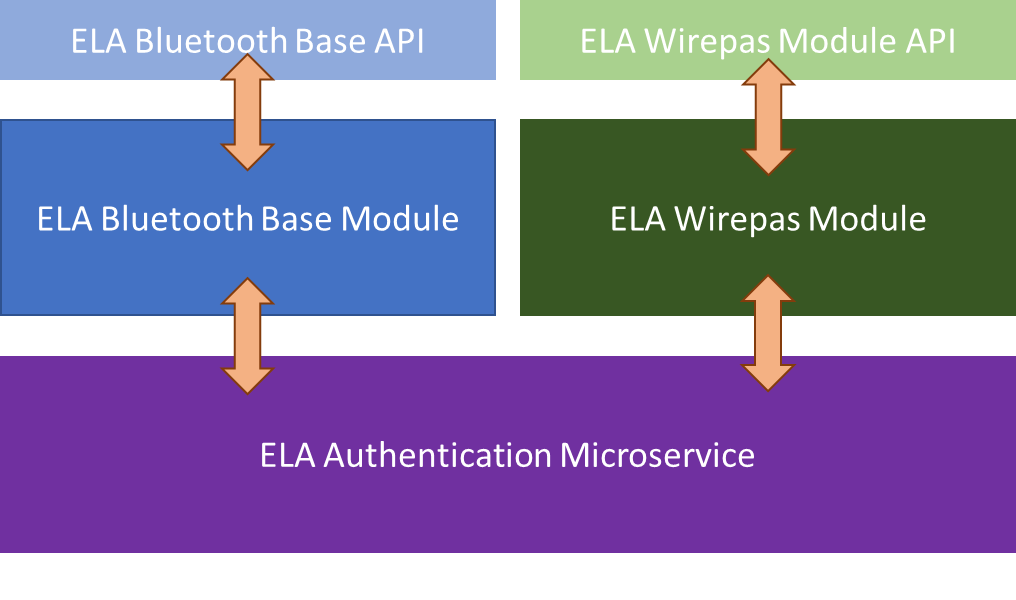 ELA Bluetooth Base API
ELA Wirepas Module API
ELA Bluetooth Base Module
ELA Wirepas Module
ELA Authentication Microservice